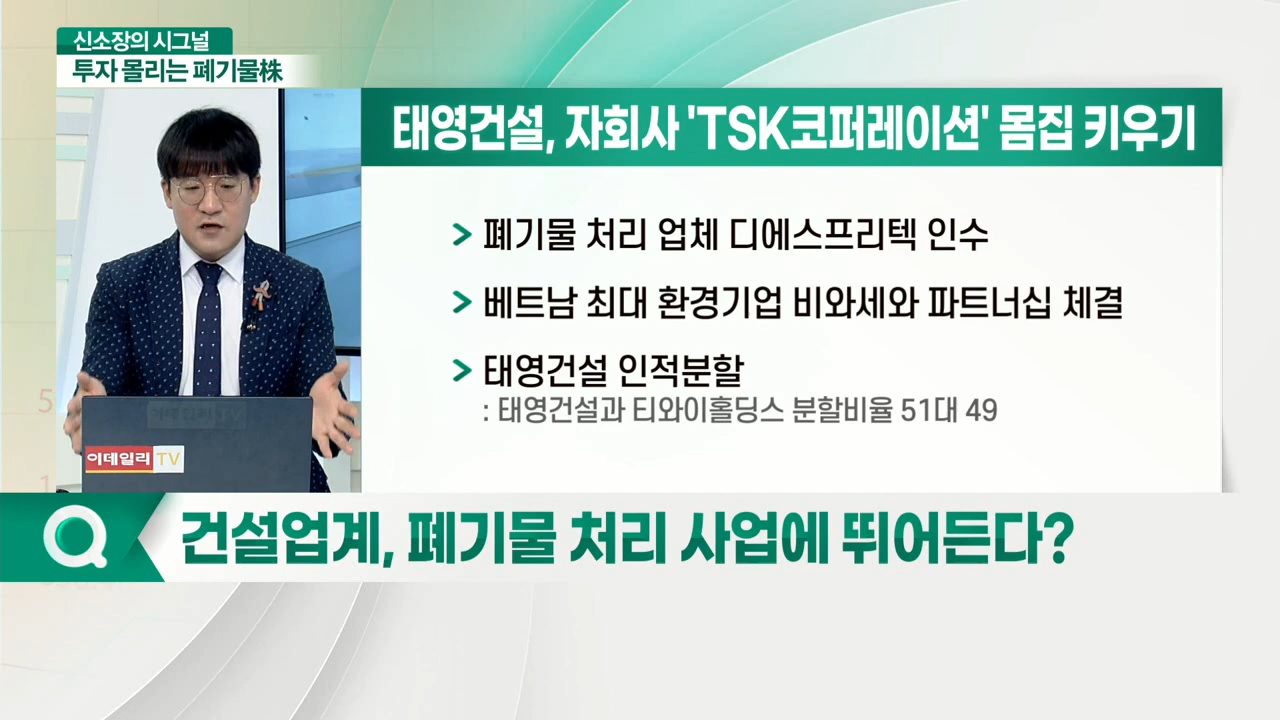 신소장의 시그널
투자 몰리는 폐기물株
태영건설, 자회사 'TSK코퍼레이션' 몸집 키우기
> 폐기물 처리 업체 디에스프리텍 인수
> 베트남 최대 환경기업 비와세와 파트너십 체결
> 태영건설 인적분할
: 태영건설과 티와이홀딩스 분할비율 51대 49
이데일리TV
이데일리 TV
Q 건설업계, 폐기물 처리 사업에 뛰어든다?